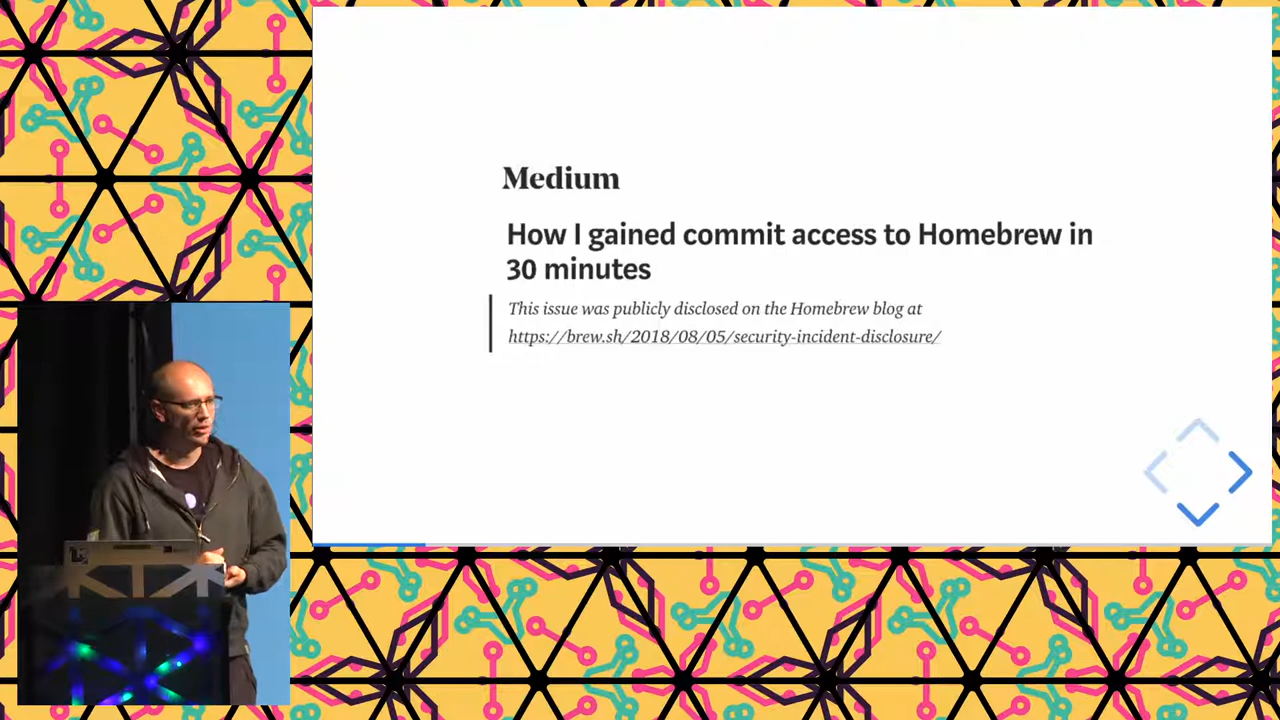 Medium
How I gained commit access to Homebrew in
30 minutes
This issue was publicly disclosed on the Homebrew blog at
https://brew.sh/2018/08/05/security-incident-disclosure/